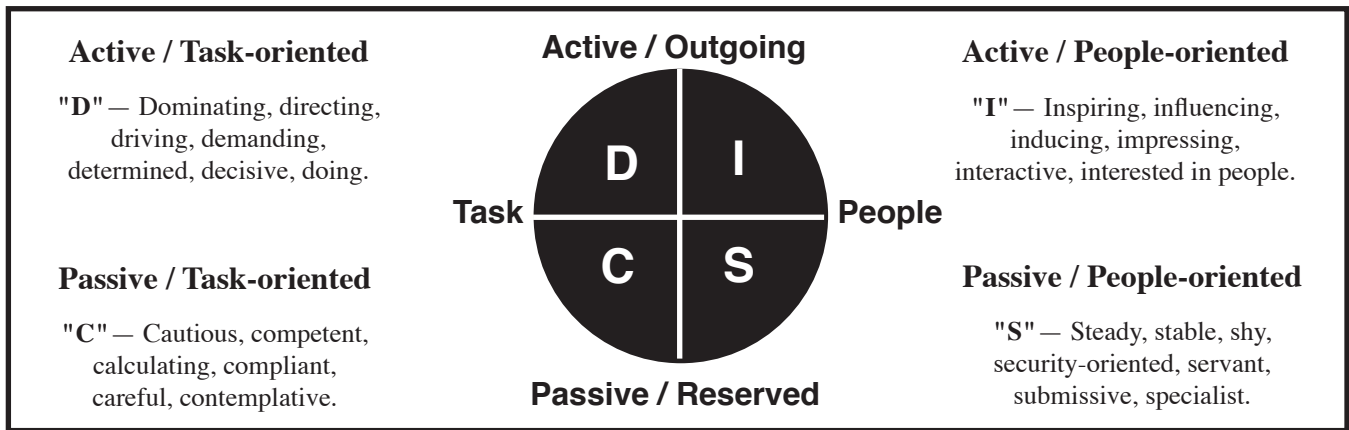 Active / Task-oriented
"D"— Dominating, directing,
driving, demanding,
determined, decisive, doing.
Passive / Task-oriented
"C"— Cautious, competent,
calculating, compliant,
careful, contemplative.
Active / Outgoing
D
I
Task
People
C
S
Passive / Reserved
Active / People-oriented
"I"— Inspiring, influencing,
inducing, impressing,
interactive, interested in people.
Passive / People-oriented
"S"— Steady, stable, shy,
security-oriented, servant,
submissive, specialist.